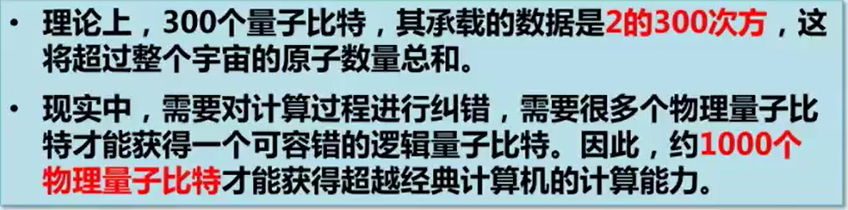 • 理论上，300个量子比特，其承载的数据是2的300次方，这
将超过整个宇宙的原子数量总和。
• 现实中，需要对计算过程进行纠错，需要很多个物理量子比
特才能获得一个可容错的逻辑量子比特。因此，约1000个
物理量子比特才能获得超越经典计算机的计算能力。